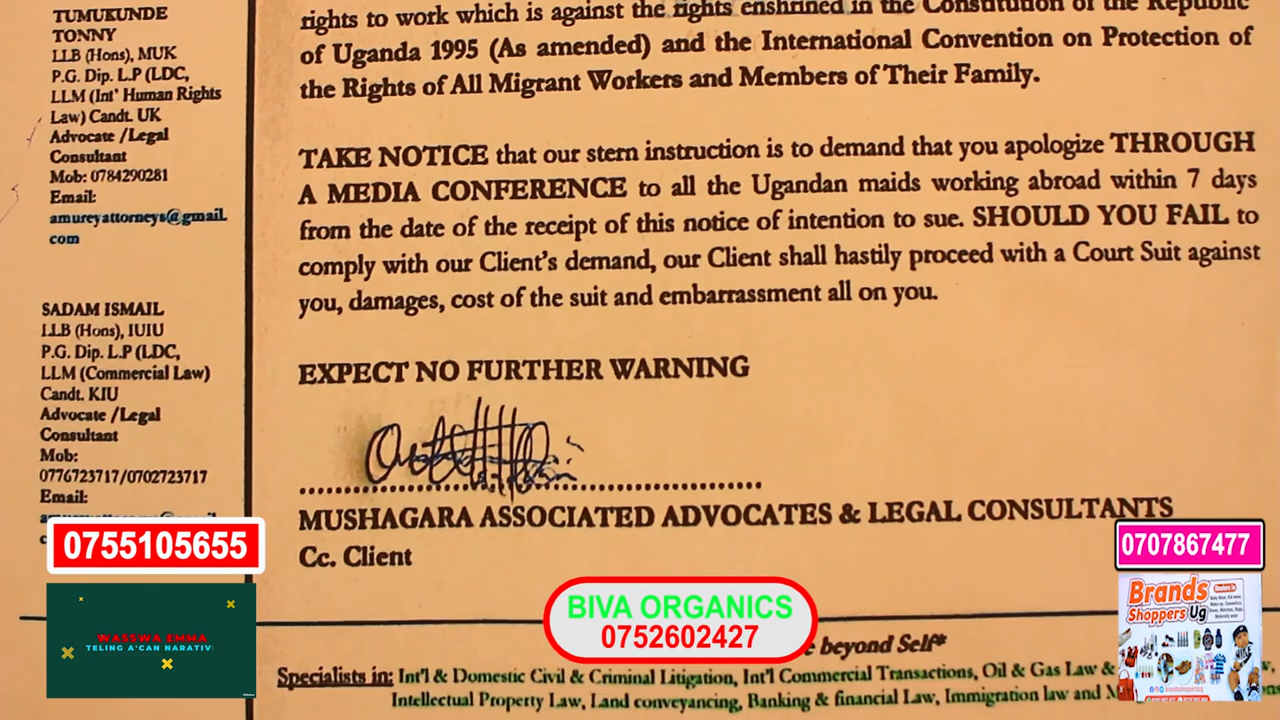 TUMUKUNDE
TONNY
LLB (Hons), MUK
P.G. Dip. L.P (LDC,
LLM (Int' Human Rights
Law) Candt. UK
Advocate /Legal
Consultant
Mob: 0784290281
Email:
amureyattorneys@gmail.
com
SADAM ISMAIL
LLB (Hons), IUIU
P.G. Dip. L.P (LDC,
LLM (Commercial Law)
Candt. KIU
Advocate /Legal
Consultant
Mob:
0776723717/0702723717
Email:
rights to work which is against the rights enshrined in the Constitution of the Republic
of Uganda 1995 (As amended) and the International Convention on Protection of
the Rights of All Migrant Workers and Members of Their Family.
TAKE NOTICE that our stern instruction is to demand that you apologize THROUGH
A MEDIA CONFERENCE to all the Ugandan maids working abroad within 7 days
from the date of the receipt of this notice of intention to sue. SHOULD YOU FAIL to
comply with our Client's demand, our Client shall hastily proceed with a Court Suit against
you, damages, cost of the suit and embarrassment all on you.
EXPECT NO FURTHER WARNING
MUSHAGARA ASSOCIATED ADVOCATES & LEGAL CONSULTANTS
Cc. Client
beyond Self*
Specialists in: Int'l & Domestic Civil & Criminal Litigation, Int'l Commercial Transactions, Oil & Gas Law &
Intellectual Property Law, Land conveyancing, Banking & financial Law, Immigration law and
0755105655
WASSWA EMMA
TELING A'CAN NARATIV
BIVA ORGANICS
0752602427
0707867477
Brands
Shoppers Ug